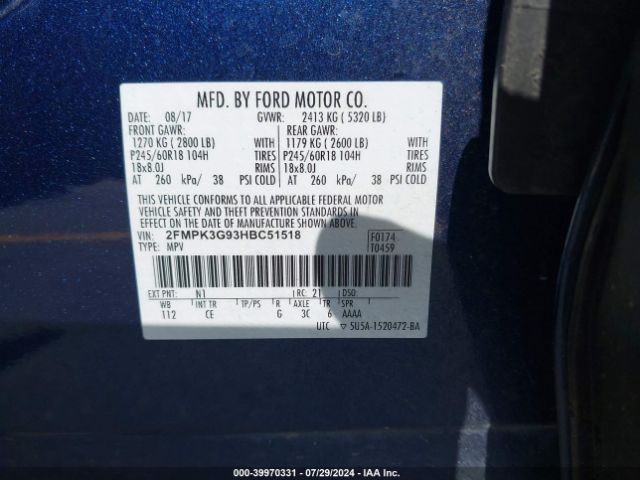 MFD. BY FORD MOTOR CO.
DATE: 08/17 GVWR: 2413 KG ( 5320 LB)
FRONT GAWR: REAR GAWR:
1270 KG ( 2800 LB) WITH 1179 KG ( 2600 LB) WITH
P245/60R18 104H TIRES P245/60R18 104H TIRES
18x8.0J RIMS 18x8.0J RIMS
AT 260 kPa/ 38 PSI COLD AT 260 kPa/ 38 PSI COLD
THIS VEHICLE CONFORMS TO ALL APPLICABLE FEDERAL MOTOR
VEHICLE SAFETY AND THEFT PREVENTION STANDARDS IN
EFFECT ON THE DATE OF MANUFACTURE SHOWN ABOVE.
VIN: 2FMPK3G93HBC51518 F0174
TYPE: MPV T0459
EXT PNT: N1 RC: 21 DSO:
WB INT TR TP/PS R AXLE TR SPR
112 CE G 3C 6 AAAA
UTC ▽ 5U5A-1520472-BA
000-39970331 - 07/29/2024 - IAA Inc.